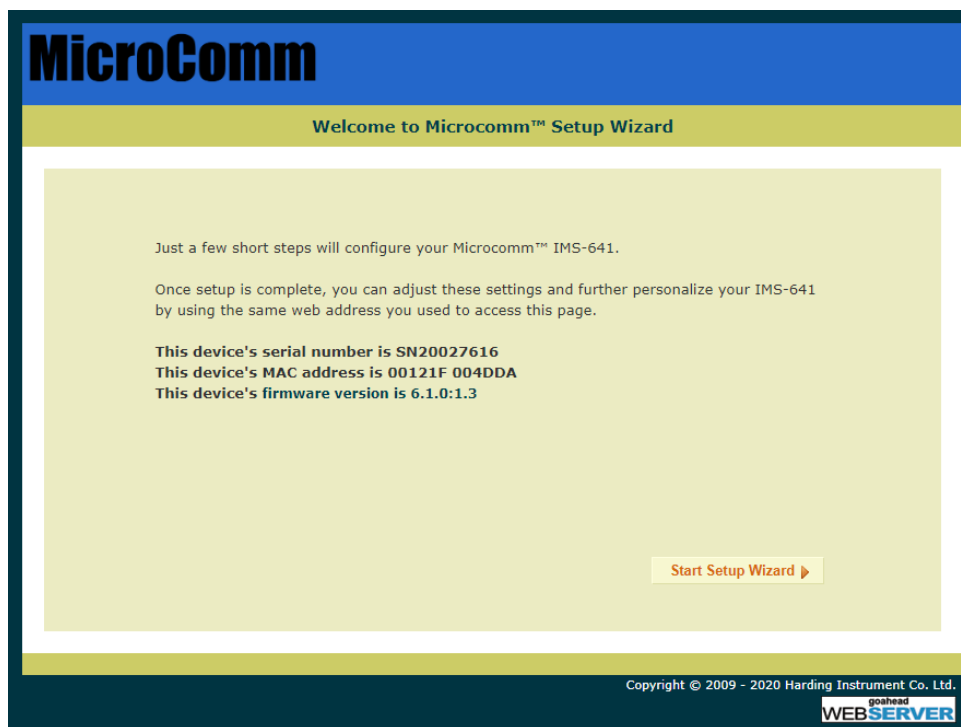 MicroComm
Welcome to Microcomm™ Setup Wizard
Just a few short steps will configure your Microcomm™ IMS-641.
Once setup is complete, you can adjust these settings and further personalize your IMS-641
by using the same web address you used to access this page.
This device's serial number is SN20027616
This device's MAC address is 00121F 004DDA
This device's firmware version is 6.1.0:1.3
Start Setup Wizard
Copyright © 2009 - 2020 Harding Instrument Co. Ltd.
goahead
WEBSERVER